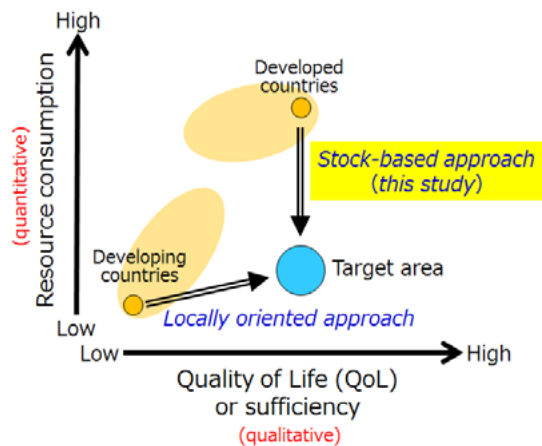 High
Resource consumption
(quantitative)
Developed
countries
Stock-based approach
(this study)
Developing
countries
Target area
Locally oriented approach
Low
Low
High
Quality of Life (QoL)
or sufficiency
(qualitative)